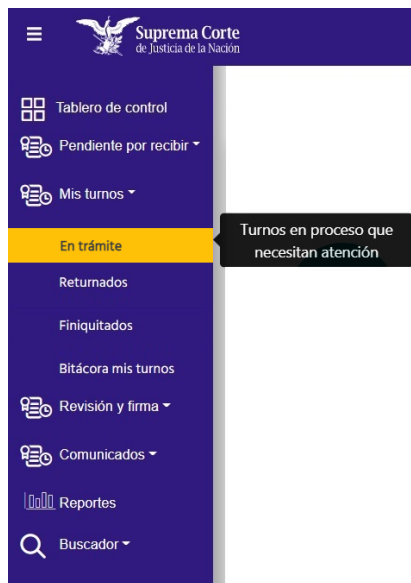 Suprema Corte
de Justicia de la Nación
Tablero de control
Pendiente por recibir
Mis turnos
En trámite
Turnos en proceso que
necesitan atención
Returnados
Finiquitados
Bitácora mis turnos
Revisión y firma
Comunicados
Reportes
Buscador